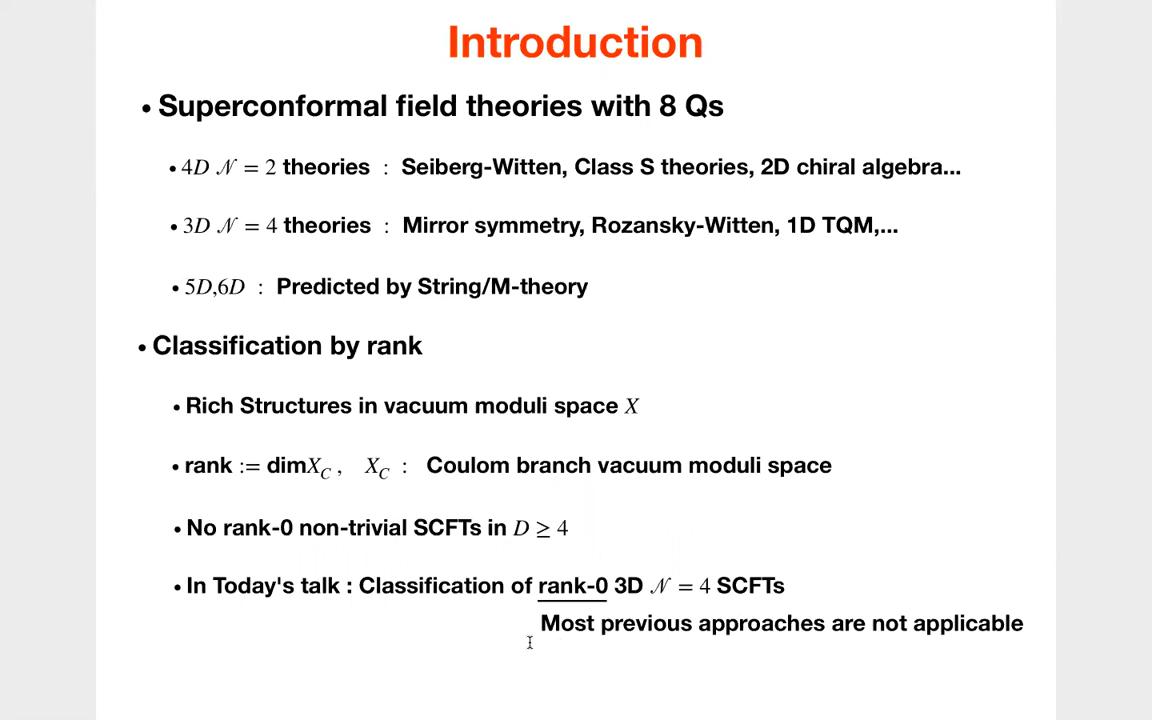 Introduction
• Superconformal field theories with 8 Qs
• 4D 𝒩 = 2 theories : Seiberg-Witten, Class S theories, 2D chiral algebra...
• 3D 𝒩 = 4 theories : Mirror symmetry, Rozansky-Witten, 1D TQM,...
• 5D,6D : Predicted by String/M-theory
• Classification by rank
• Rich Structures in vacuum moduli space X
• rank := dimX_C , X_C : Coulom branch vacuum moduli space
• No rank-0 non-trivial SCFTs in D ≥ 4
• In Today's talk : Classification of rank-0 3D 𝒩 = 4 SCFTs
Most previous approaches are not applicable